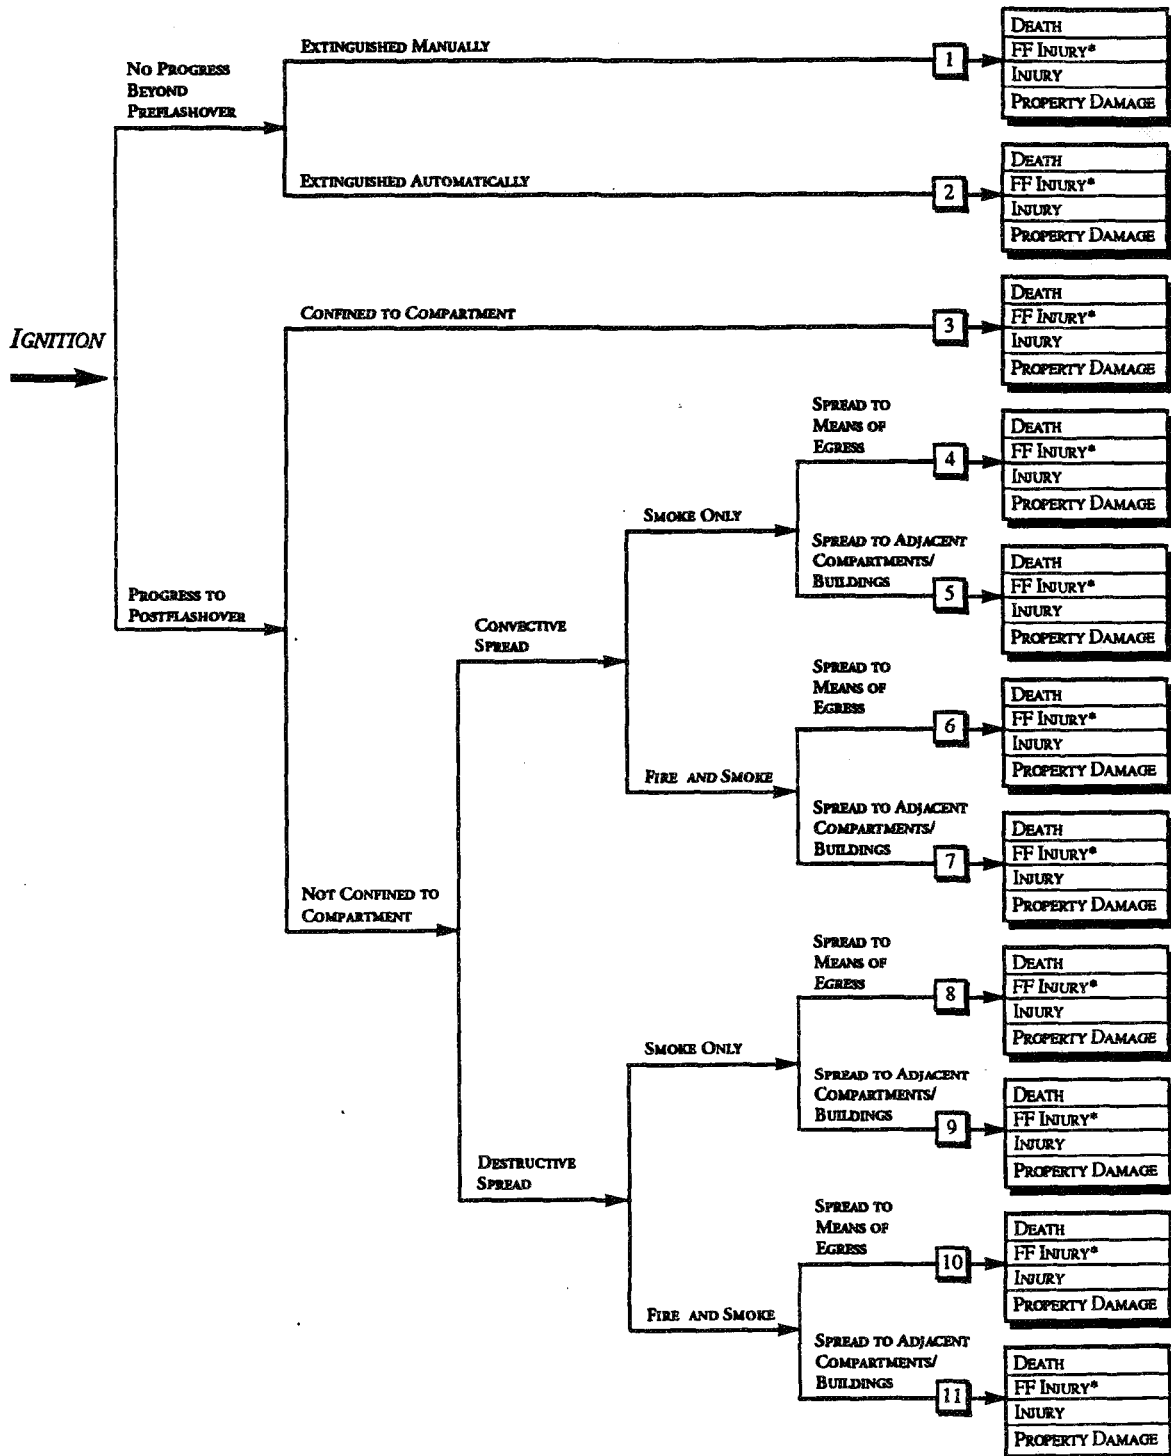 DEATH
EXTINGUISHED MANUALLY
1
FF INJURY*
NO PROGRESS
BEYOND
PREFLASHOVER
INJURY
PROPERTY DAMAGE
DEATH
EXTINGUISHED AUTOMATICALLY
2
FF INJURY*
INJURY
PROPERTY DAMAGE
DEATH
CONFINED TO COMPARTMENT
3
FF INJURY*
INJURY
PROPERTY DAMAGE
IGNITION
SPREAD TO
MEANS OF
EGRESS
4
DEATH
FF INJURY*
INJURY
PROPERTY DAMAGE
SMOKE ONLY
SPREAD TO ADJACENT
COMPARTMENTS/
BUILDINGS
5
DEATH
FF INJURY*
INJURY
PROPERTY DAMAGE
PROGRESS TO
POSTFLASHOVER
CONVECTIVE
SPREAD
SPREAD TO
MEANS OF
EGRESS
6
DEATH
FF INJURY*
INJURY
PROPERTY DAMAGE
FIRE AND SMOKE
SPREAD TO ADJACENT
COMPARTMENTS/
BUILDINGS
7
DEATH
FF INJURY*
INJURY
PROPERTY DAMAGE
NOT CONFINED TO
COMPARTMENT
SPREAD TO
MEANS OF
EGRESS
8
DEATH
FF INJURY*
INJURY
PROPERTY DAMAGE
SMOKE ONLY
SPREAD TO ADJACENT
COMPARTMENTS/
BUILDINGS
9
DEATH
FF INJURY*
INJURY
PROPERTY DAMAGE
DESTRUCTIVE
SPREAD
SPREAD TO
MEANS OF
EGRESS
10
DEATH
FF INJURY*
INJURY
PROPERTY DAMAGE
FIRE AND SMOKE
SPREAD TO ADJACENT
COMPARTMENTS/
BUILDINGS
11
DEATH
FF INJURY*
INJURY
PROPERTY DAMAGE